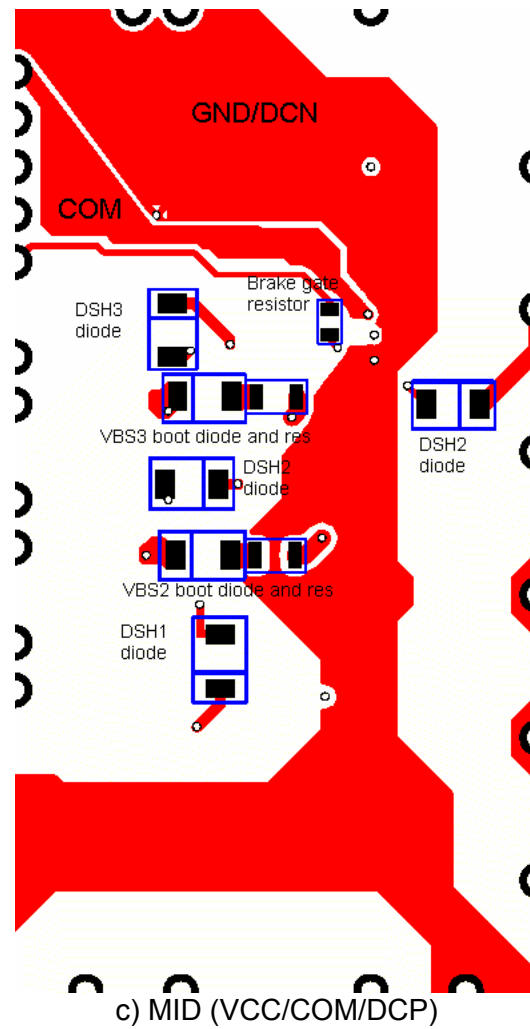 GND/DCN
COM
Brake gate
resistor
DSH3
diode
VBS3 boot diode and res
DSH2
diode
DSH2
diode
VBS2 boot diode and res
DSH1
diode
c) MID (VCC/COM/DCP)